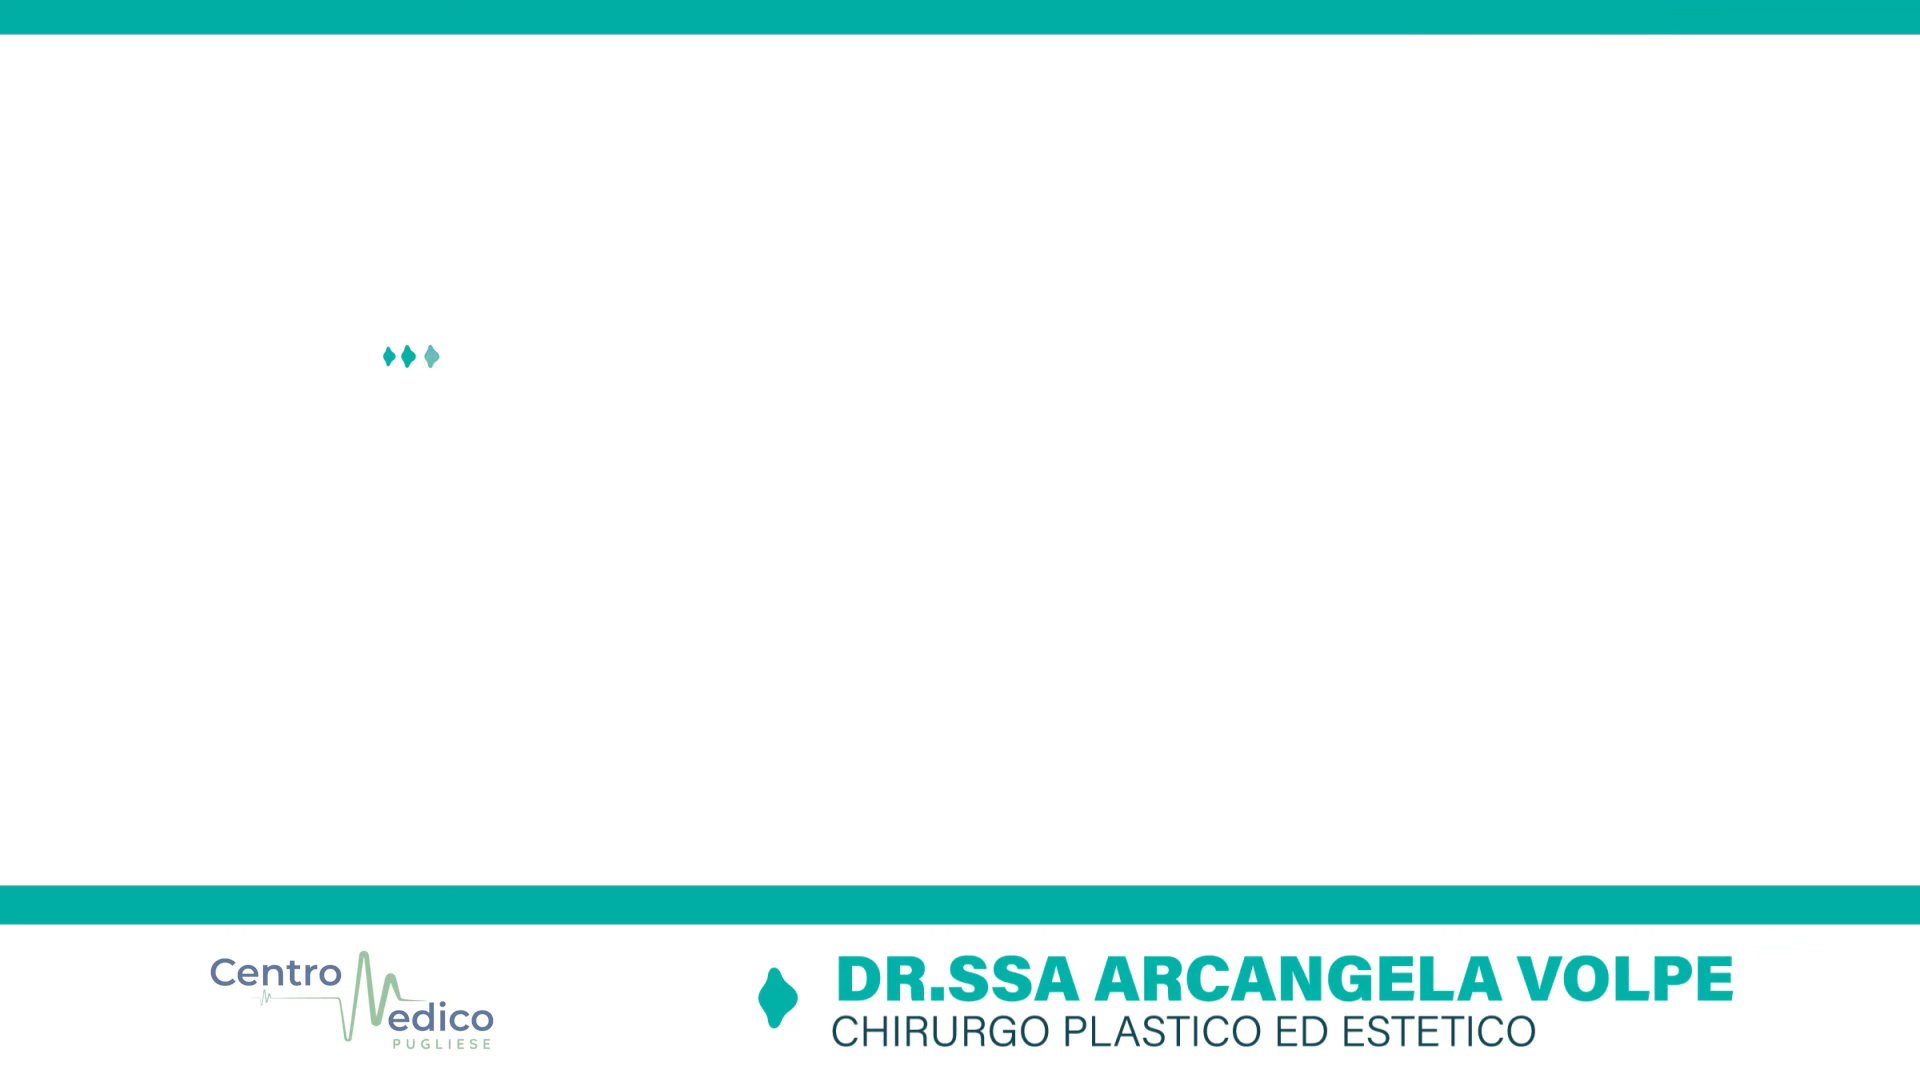 Centro
Medico
PUGLIESE
DR.SSA ARCANGELA VOLPE
CHIRURGO PLASTICO ED ESTETICO